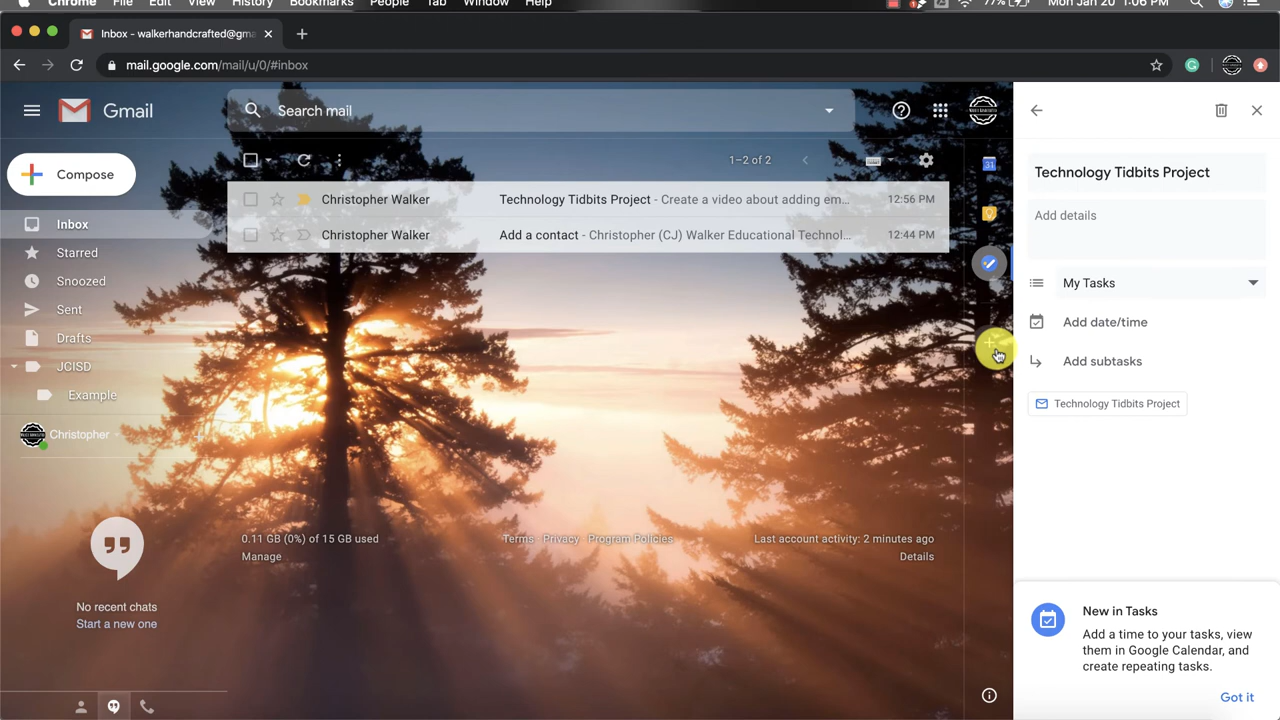 Chrome File Edit View History Bookmarks People Tab Window Help
77%
Mon Jan 20 1:06 PM
Inbox - walkerhandcrafted@gma
mail.google.com/mail/u/0/#inbox
Gmail
Search mail
Compose
1–2 of 2
Inbox
Starred
Snoozed
Sent
Drafts
JCISD
Example
Christopher
Christopher Walker Technology Tidbits Project - Create a video about adding em... 12:56 PM
Christopher Walker Add a contact - Christopher (CJ) Walker Educational Technol... 12:44 PM
0.11 GB (0%) of 15 GB used
Manage
Terms · Privacy · Program Policies
Last account activity: 2 minutes ago
Details
No recent chats
Start a new one
31
Technology Tidbits Project
Add details
My Tasks
Add date/time
Add subtasks
Technology Tidbits Project
New in Tasks
Add a time to your tasks, view
them in Google Calendar, and
create repeating tasks.
Got it